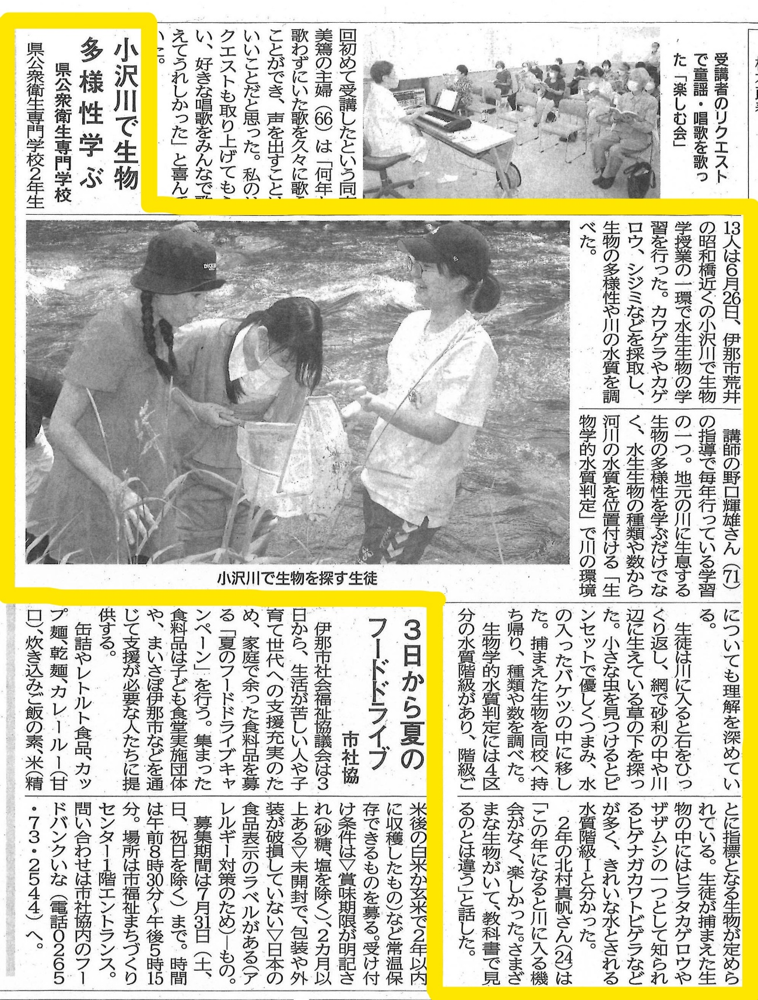 受講者のリクエスト
で童謡・唱歌を歌っ
た「楽しむ会」
回初めて受講したという同
美篶の主婦（66）は「何年
歌わずにいた歌を久々に歌
ことができ、声を出すことは
いいことだと思った。私の
クエストも取り上げても
い、好きな唱歌をみんなで
えてうれしかった」と喜ん
いた。
小沢川で生物
多様性学ぶ
県公衆衛生専門学校
県公衆衛生専門学校2年生
13人は6月26日、伊那市荒井
の昭和橋近くの小沢川で生物
学授業の一環で水生生物の学
習を行った。カワゲラやカゲ
ロウ、シジミなどを採取し、
生物の多様性や川の水質を調
べた。
講師の野口輝雄さん（71）
の指導で毎年行っている学習
の一つ。地元の川に生息する
生物の多様性を学ぶだけでな
く、水生生物の種類や数から
河川の水質を位置付ける「生
物学的水質判定」で川の環境
DICKIES
小沢川で生物を探す生徒
についても理解を深めてい
る。
生徒は川に入ると石をひっ
くり返し、網で砂利の中や川
辺に生えている草の下を探っ
た。小さな虫を見つけるとピ
ンセットで優しくつまみ、水
の入ったバケツの中に移し
た。捕まえた生物を同校へ持
ち帰り、種類や数を調べた。
生物学的水質判定には4区
分の水質階級があり、階級ご
とに指標となる生物が定めら
れている。生徒が捕まえた生
物の中にはヒラタカゲロウや
ザザムシの一つとして知られ
るヒゲナガカワトビゲラなど
が多く、きれいな水とされる
水質階級Ⅰと分かった。
2年の北村真帆さん（24）は
「この年になると川に入る機
会がなく、楽しかった。さまざ
まな生物がいて、教科書で見
るのとは違う」と話した。
3日から夏の
フードドライブ
市社協
伊那市社会福祉協議会は3
日から、生活が苦しい人や子
育て世代への支援充実のた
め、家庭で余った食料品を募
る「夏のフードドライブキャ
ンペーン」を行う。集まった
食料品は子ども食堂実施団体
や、まいさぽ伊那市などを通
じて支援が必要な人たちに提
供する。
缶詰やレトルト食品、カッ
プ麺、乾麺、カレールー（甘
口）、炊き込みご飯の素、米（精
米後の白米か玄米で2年以内
に収穫したもの）など常温保
存できるものを募る。受け付
け条件は▽賞味期限が明記さ
れ（砂糖、塩を除く）、2カ月以
上ある▽未開封で、包装や外
装が破損していない▽日本の
食品表示のラベルがある（ア
レルギー対策のため）―もの。
募集期間は7月31日（土、
日、祝日を除く）まで。時間
は午前8時30分～午後5時15
分。場所は市福祉まちづくり
センター1階エントランス。
問い合わせは市社協内のフー
ドバンクいな（電話0265
・73・2544）へ。